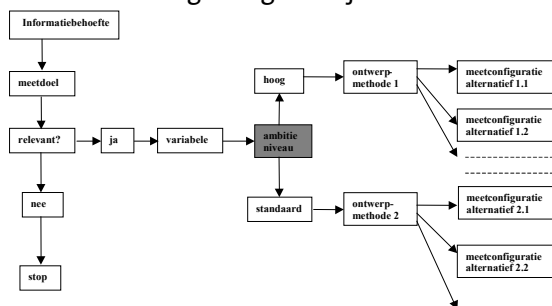 Informatiebehoefte
meetdoel
relevant?
ja
variabele
ambitie
niveau
hoog
ontwerp-
methode 1
meetconfiguratie
alternatief 1.1
meetconfiguratie
alternatief 1.2
nee
stop
standaard
ontwerp-
methode 2
meetconfiguratie
alternatief 2.1
meetconfiguratie
alternatief 2.2